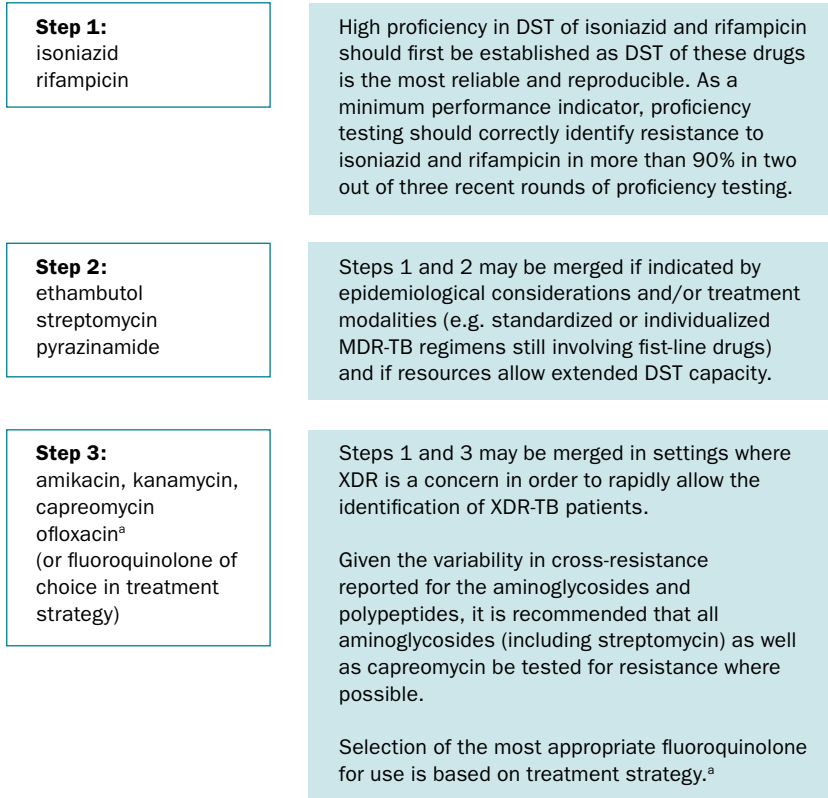 Step 1:
isoniazid
rifampicin
High proficiency in DST of isoniazid and rifampicin
should first be established as DST of these drugs
is the most reliable and reproducible. As a
minimum performance indicator, proficiency
testing should correctly identify resistance to
isoniazid and rifampicin in more than 90% in two
out of three recent rounds of proficiency testing.
Step 2:
ethambutol
streptomycin
pyrazinamide
Steps 1 and 2 may be merged if indicated by
epidemiological considerations and/or treatment
modalities (e.g. standardized or individualized
MDR-TB regimens still involving fist-line drugs)
and if resources allow extended DST capacity.
Step 3:
amikacin, kanamycin,
capreomycin
ofloxacinᵃ
(or fluoroquinolone of
choice in treatment
strategy)
Steps 1 and 3 may be merged in settings where
XDR is a concern in order to rapidly allow the
identification of XDR-TB patients.
Given the variability in cross-resistance
reported for the aminoglycosides and
polypeptides, it is recommended that all
aminoglycosides (including streptomycin) as well
as capreomycin be tested for resistance where
possible.
Selection of the most appropriate fluoroquinolone
for use is based on treatment strategy.ᵃ